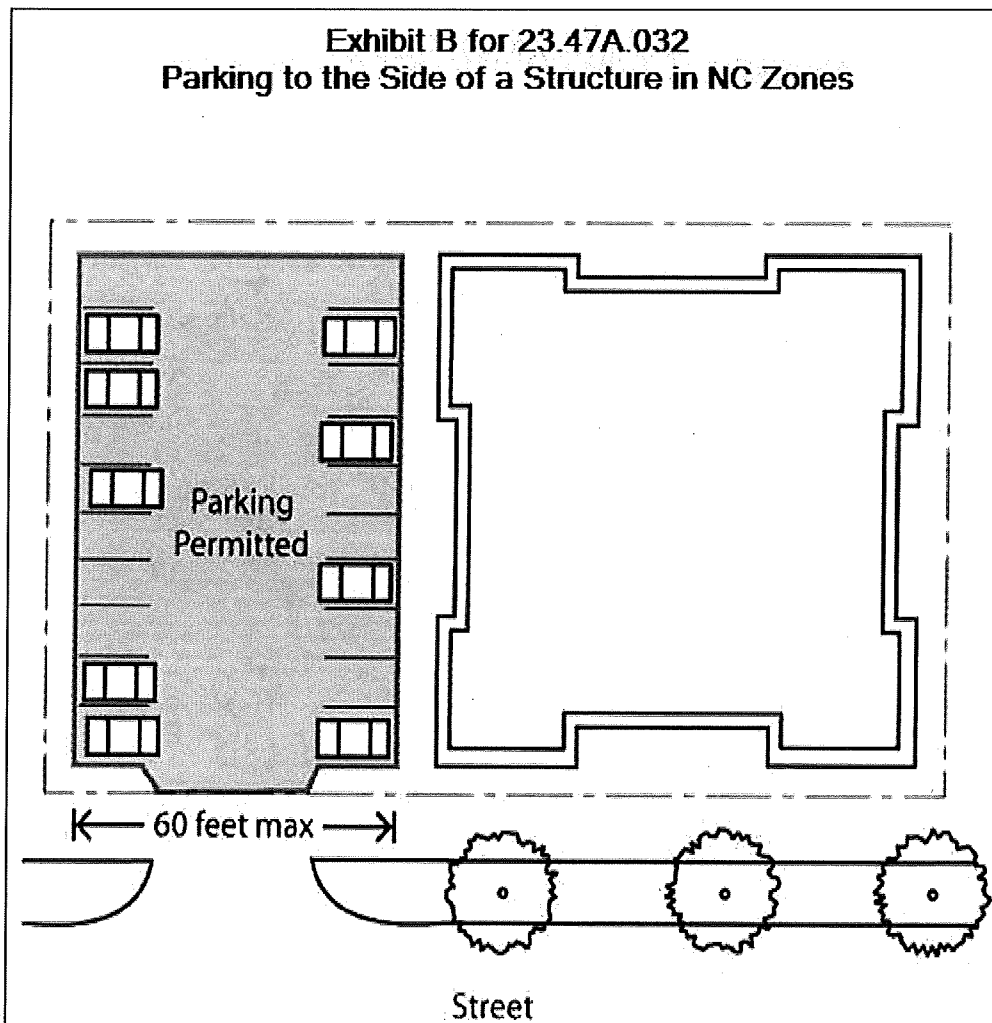 Exhibit B for 23.47A.032
Parking to the Side of a Structure in NC Zones
Parking
Permitted
60 feet max
Street